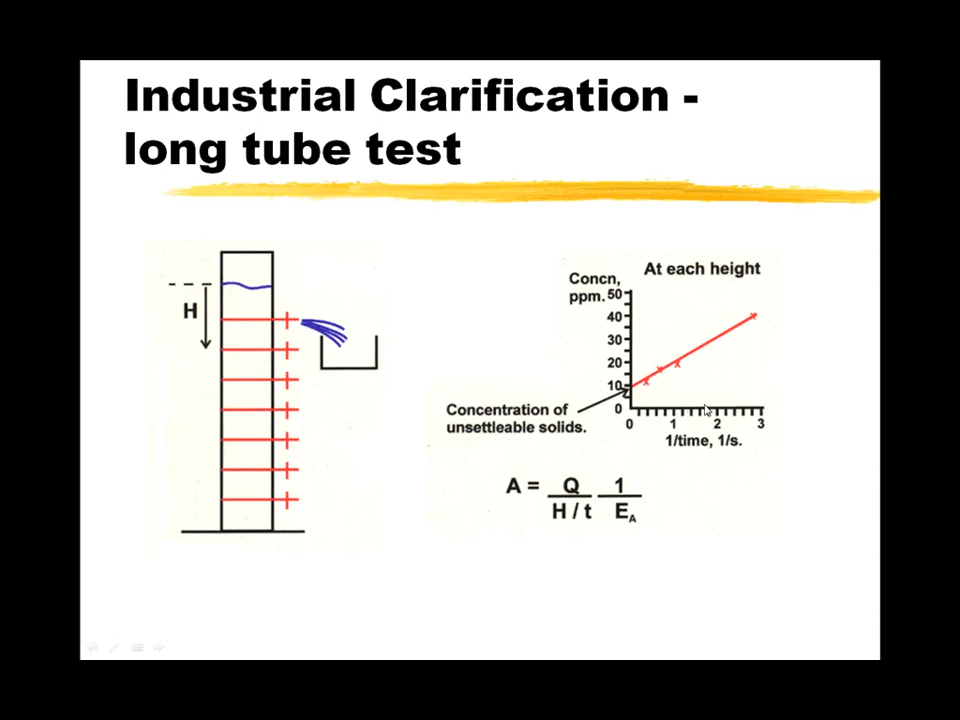 Industrial Clarification -
long tube test
H
At each height
Concn,
ppm.
50
40
30
20
10
0
0 1 2 3
1/time, 1/s.
Concentration of
unsettleable solids.
A = Q 1
H / t EA